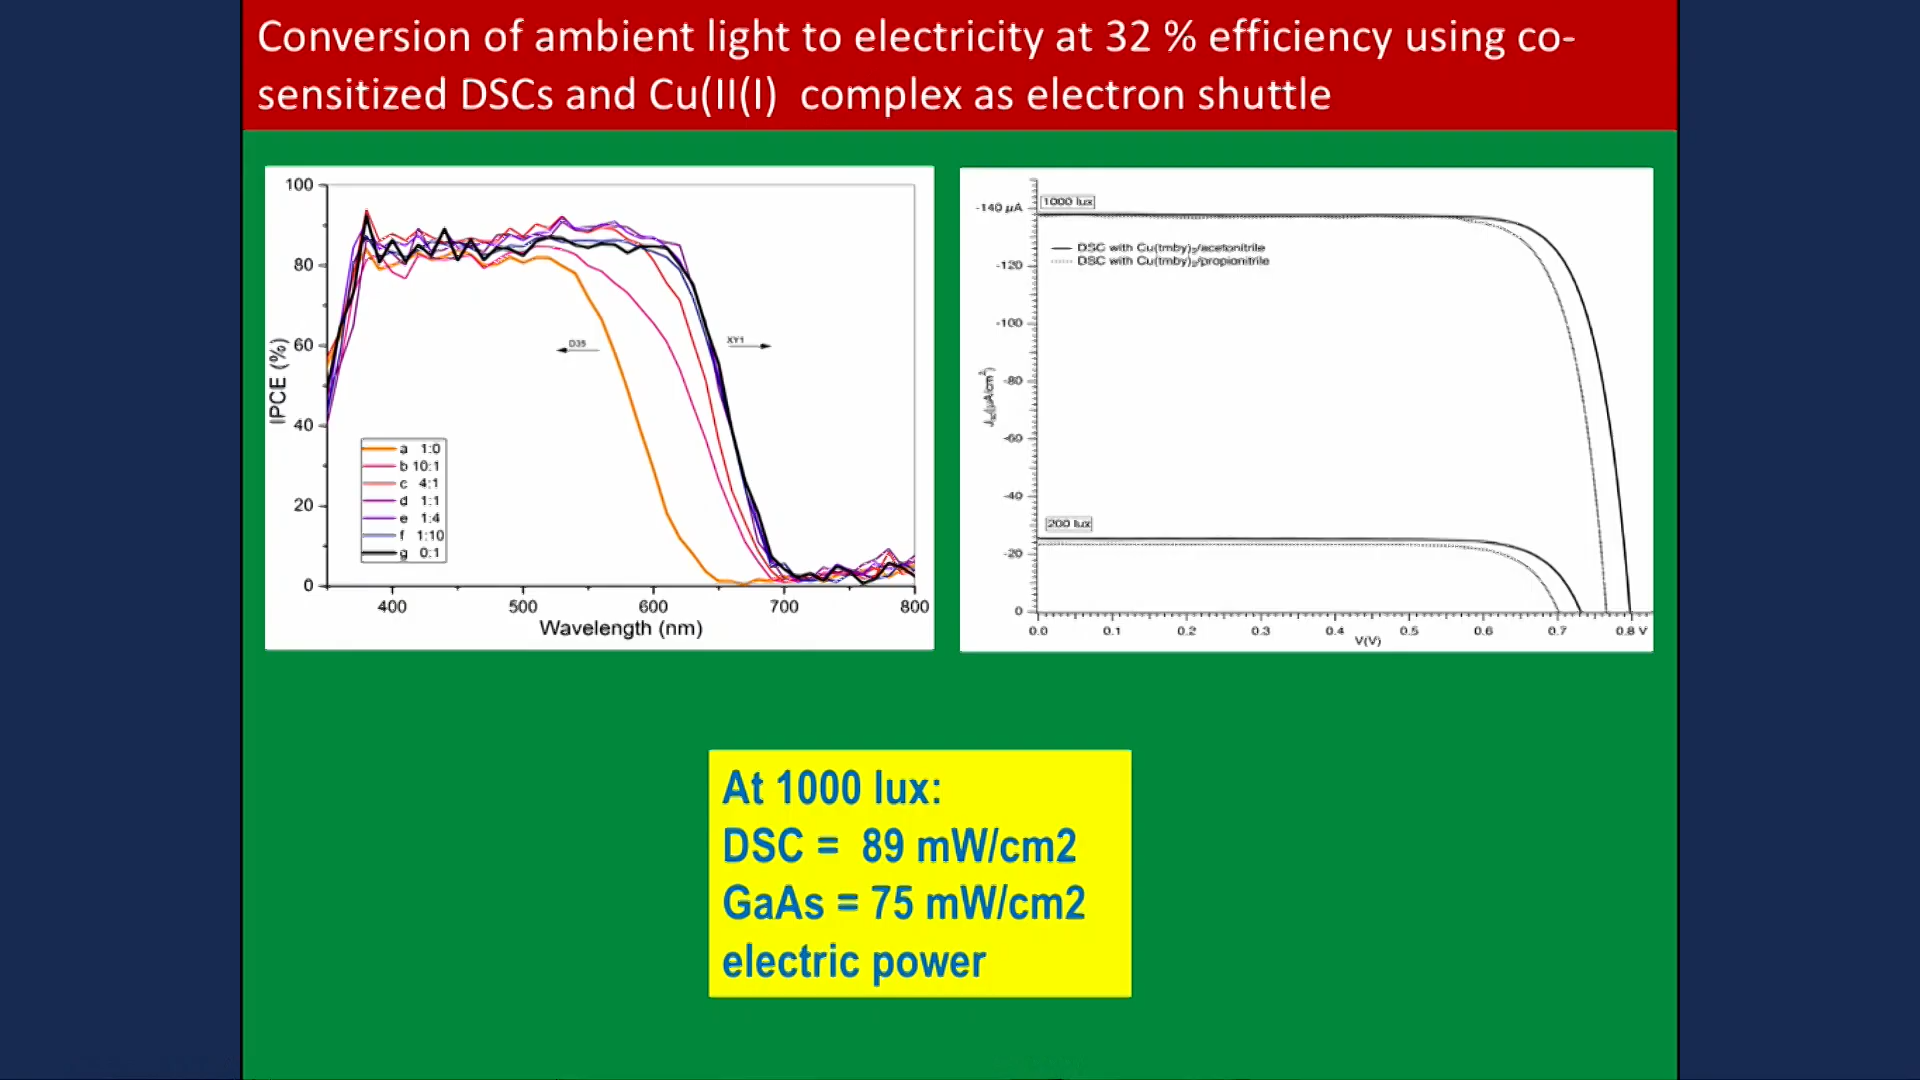 Conversion of ambient light to electricity at 32 % efficiency using co-
sensitized DSCs and Cu(II(I) complex as electron shuttle
100
80
60
40
20
0
IPCE (%)
D35
XY1
a 1:0
b 10:1
c 4:1
d 1:1
e 1:4
f 1:10
g 0:1
400 500 600 700 800
Wavelength (nm)
-140 µA
-120
-100
-80
-60
-40
-20
0
Jsc(µA/cm²)
1000 lux
DSC with Cu(tmby)₂/acetonitrile
DSC with Cu(tmby)₂/propionitrile
200 lux
0.0 0.1 0.2 0.3 0.4 0.5 0.6 0.7 0.8 V
V(V)
At 1000 lux:
DSC = 89 mW/cm2
GaAs = 75 mW/cm2
electric power